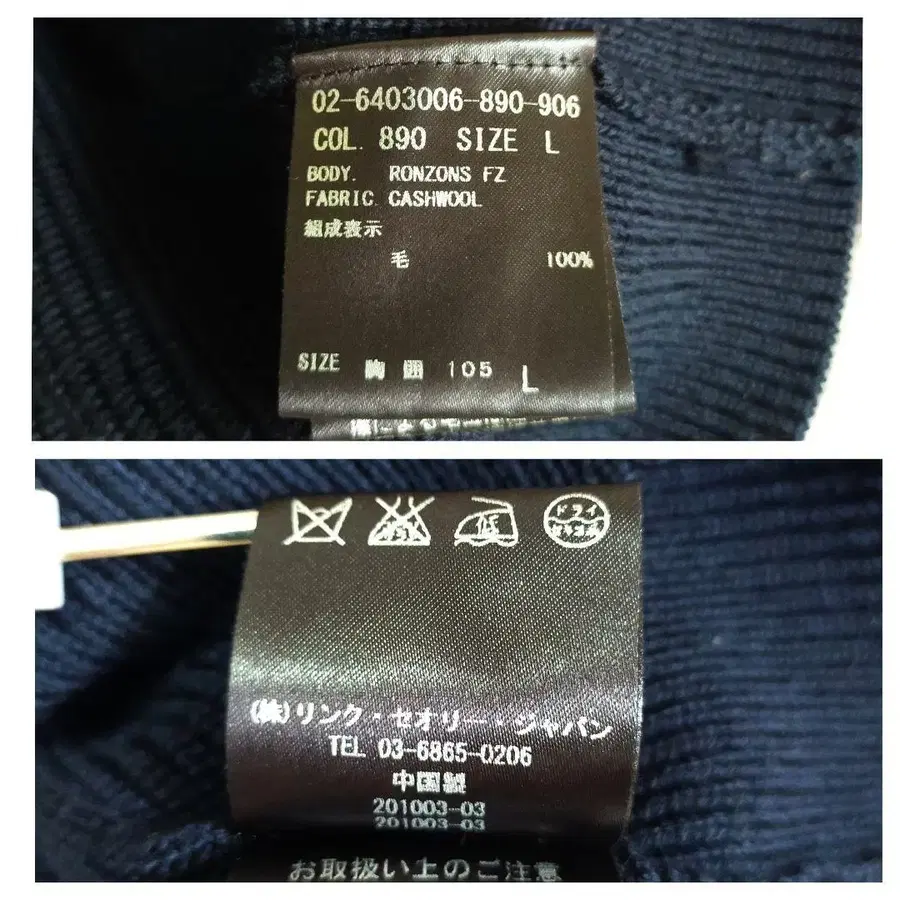 02-6403006-890-906
COL. 890 SIZE L
BODY. RONZONS FZ
FABRIC. CASHWOOL
組成表示
毛 100%
SIZE 胸囲 105 L
低
ドライ
(株)リンク・セオリー・ジャパン
TEL 03-6865-0206
中国製
201003-03
201003-03
お取扱い上のご注意